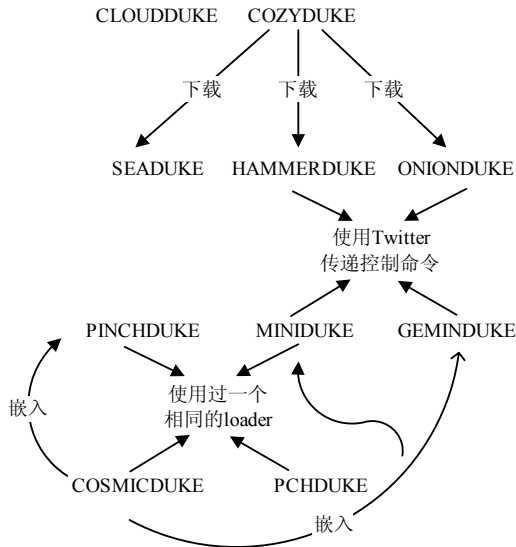 CLOUDDUKE COZYDUKE
下载 下载 下载
SEADUKE HAMMERDUKE ONIONDUKE
使用Twitter
传递控制命令
PINCHDUKE MINIDUKE GEMINDUKE
使用过一个
相同的loader
嵌入
COSMICDUKE PCHDUKE
嵌入